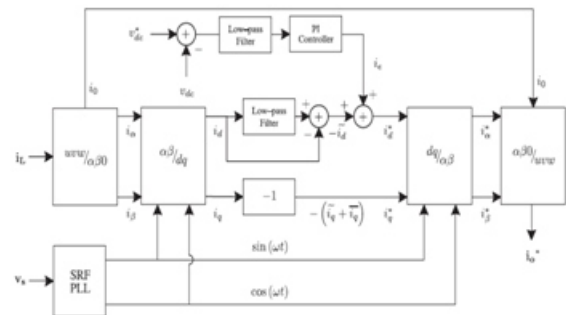 v*dc
+
−
Low-pass
Filter
PI
Controller
vdc
i0
ie
i0
+
iL
uvw/αβ0
iα
iβ
αβ/dq
id
iq
Low-pass
Filter
+
−
+
−ĩd
i*d
−1
−(ĩq + īq)
i*q
dq/αβ
i*α
i*β
αβ0/uvw
io*
vs
SRF
PLL
sin(ωt)
cos(ωt)